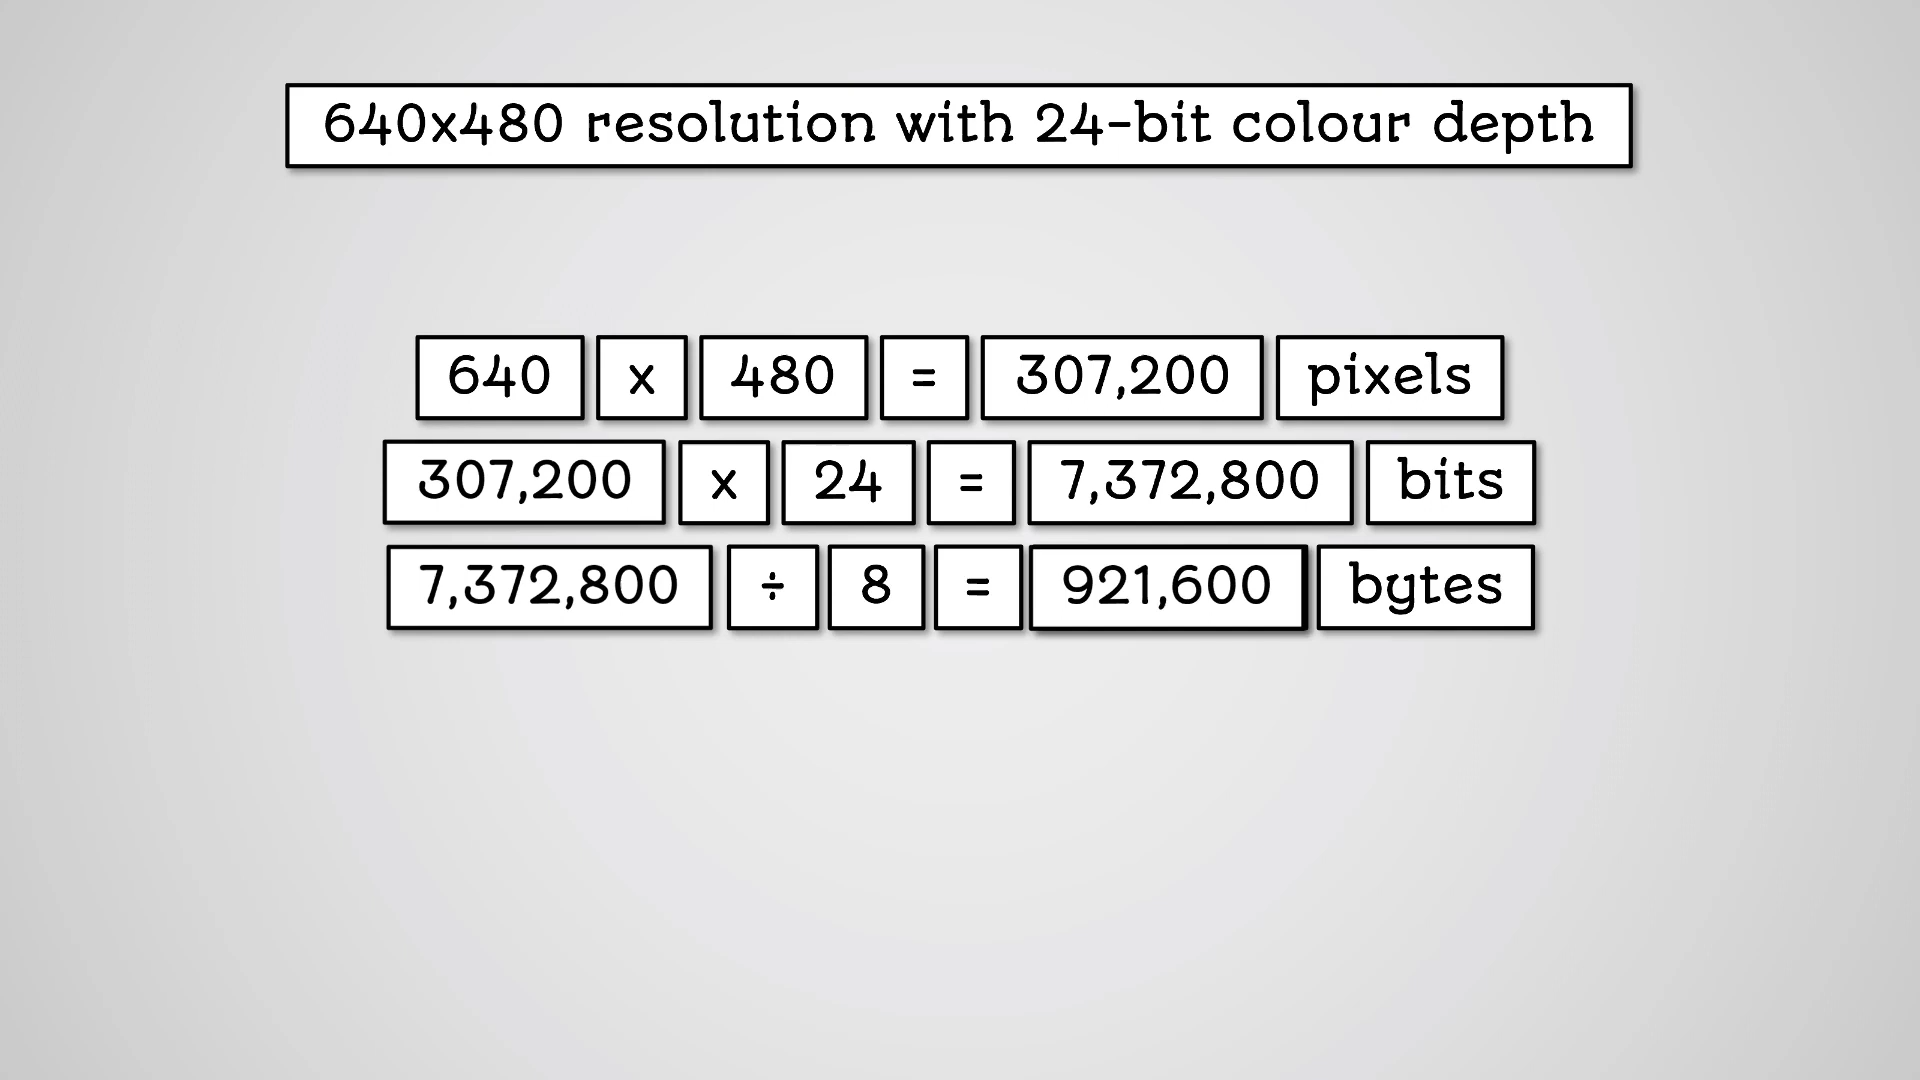 640x480 resolution with 24-bit colour depth
640 x 480 = 307,200 pixels
307,200 x 24 = 7,372,800 bits
7,372,800 ÷ 8 = 921,600 bytes